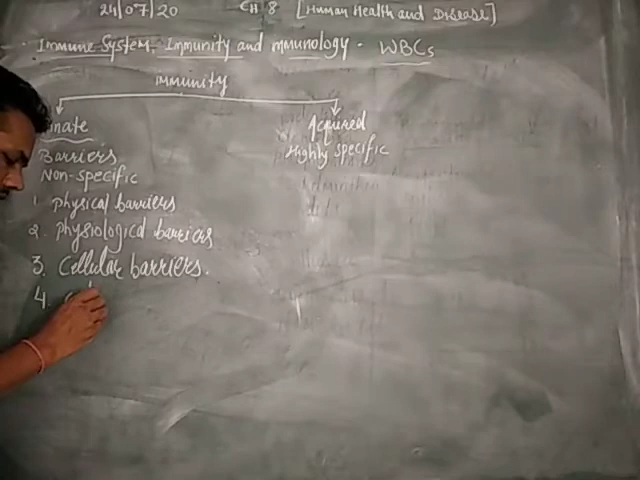 24/07/20 CH 8 [Human Health and Disease]
Immune System, Immunity and mmunology - WBCs
immunity
nate Acquired
Barriers Highly specific
Non-specific
1. Physical barriers
2. Physiological barriers
3. Cellular barriers.
4.